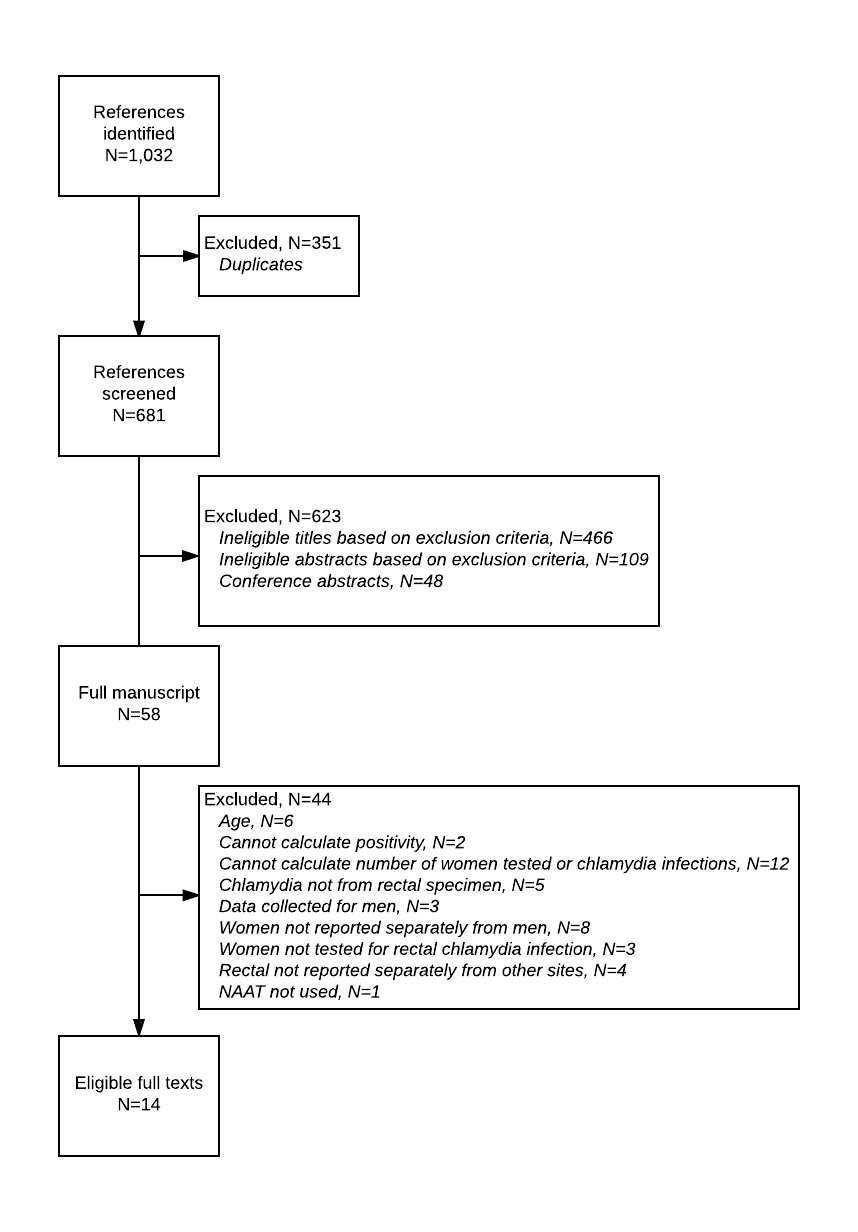 References
identified
N=1,032
Excluded, N=351
Duplicates
References
screened
N=681
Excluded, N=623
Ineligible titles based on exclusion criteria, N=466
Ineligible abstracts based on exclusion criteria, N=109
Conference abstracts, N=48
Full manuscript
N=58
Excluded, N=44
Age, N=6
Cannot calculate positivity, N=2
Cannot calculate number of women tested or chlamydia infections, N=12
Chlamydia not from rectal specimen, N=5
Data collected for men, N=3
Women not reported separately from men, N=8
Women not tested for rectal chlamydia infection, N=3
Rectal not reported separately from other sites, N=4
NAAT not used, N=1
Eligible full texts
N=14